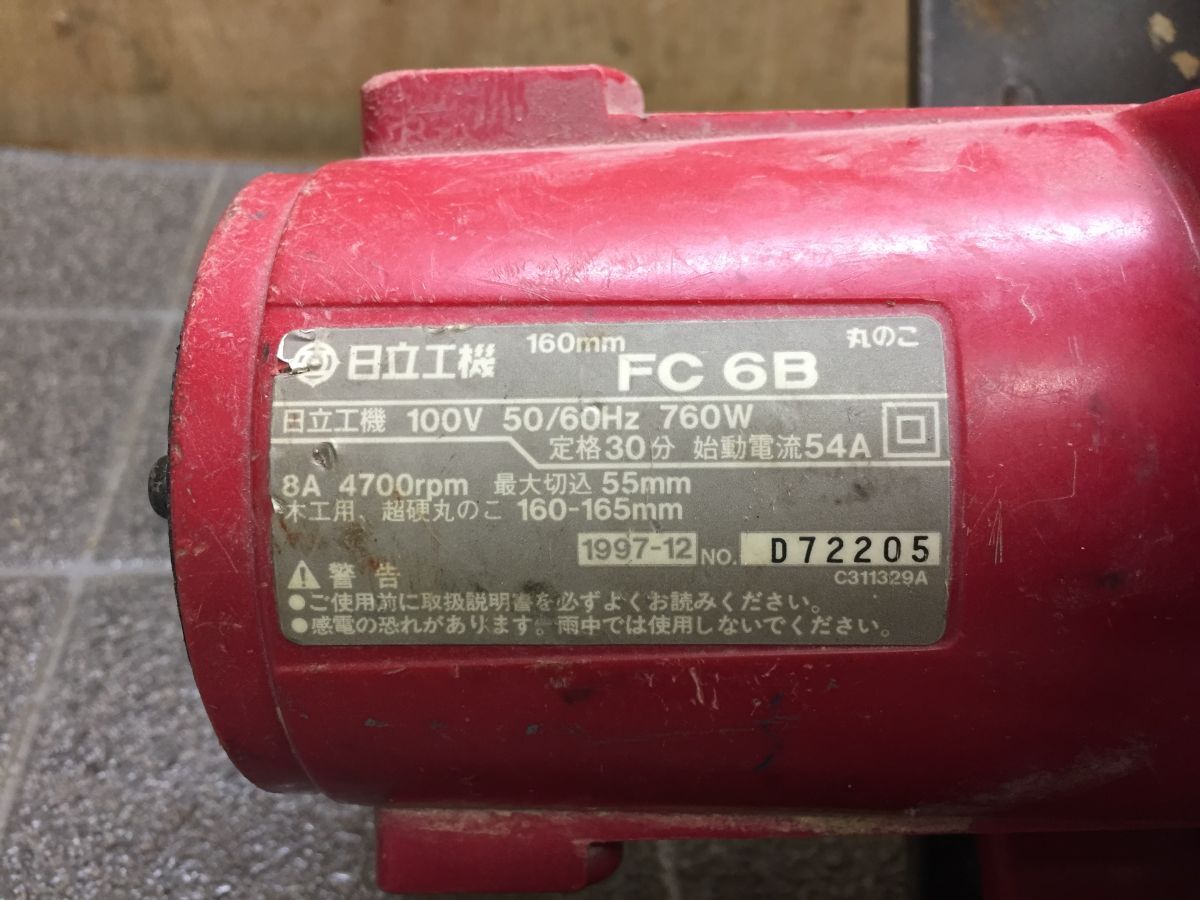 日立工機 160mm FC 6B 丸のこ
日立工機 100V 50/60Hz 760W
定格30分 始動電流54A
8A 4700rpm 最大切込 55mm
木工用、超硬丸のこ 160-165mm
1997-12 NO. D72205
C311329A
警告
●ご使用前に取扱説明書を必ずよくお読みください。
●感電の恐れがあります。雨中では使用しないでください。